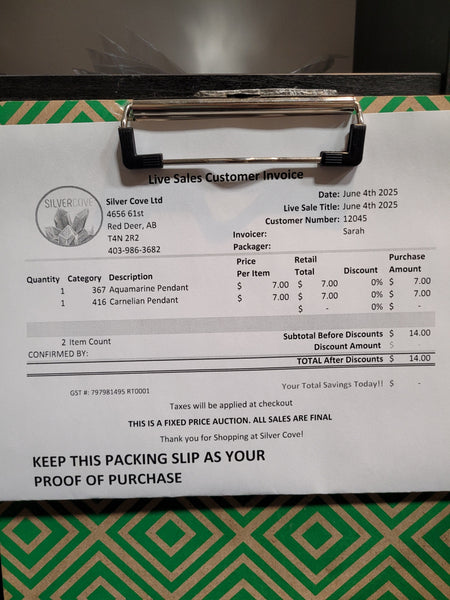 Live Sales Customer Invoice
SILVERCOVE
Silver Cove Ltd
4656 61st
Red Deer, AB
T4N 2R2
403-986-3682
Date: June 4th 2025
Live Sale Title: June 4th 2025
Customer Number: 12045
Invoicer: Sarah
Packager:
Quantity Category Description Price Per Item Retail Total Discount Purchase Amount
1 367 Aquamarine Pendant $ 7.00 $ 7.00 0% $ 7.00
1 416 Carnelian Pendant $ 7.00 $ 7.00 0% $ 7.00
$ - 0% $ -
2 Item Count Subtotal Before Discounts $ 14.00
CONFIRMED BY: Discount Amount $
TOTAL After Discounts $ 14.00
GST #: 797981495 RT0001 Your Total Savings Today!! $ -
Taxes will be applied at checkout
THIS IS A FIXED PRICE AUCTION. ALL SALES ARE FINAL
Thank you for Shopping at Silver Cove!
KEEP THIS PACKING SLIP AS YOUR
PROOF OF PURCHASE